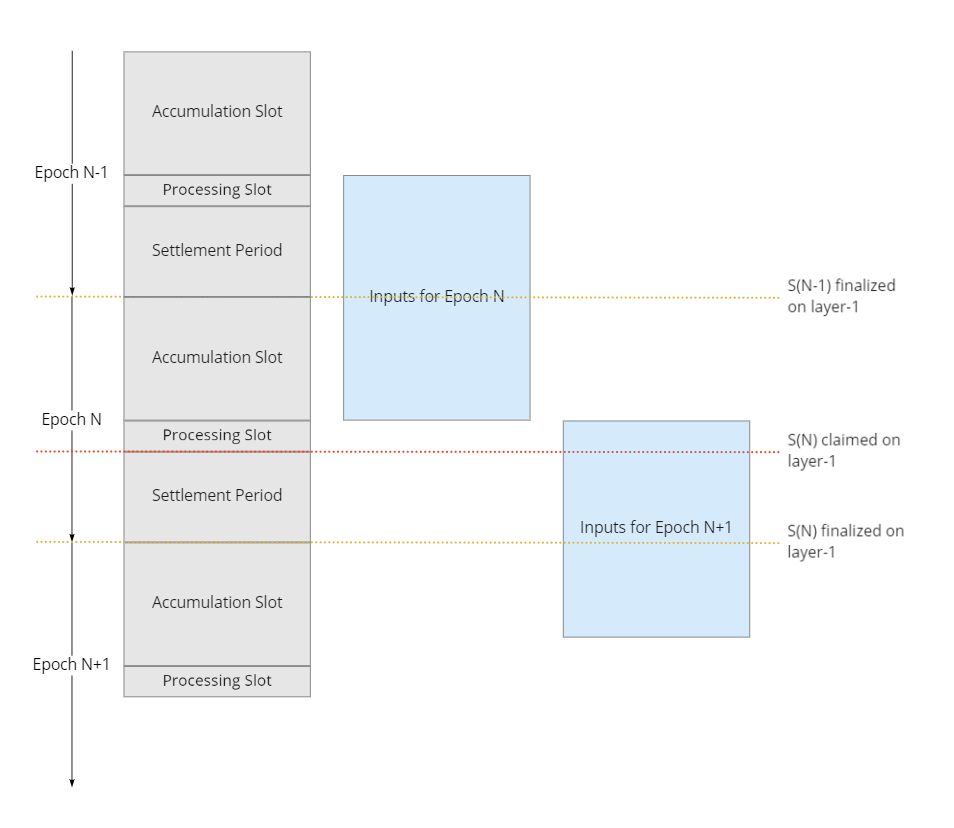 Accumulation Slot
Epoch N-1
Processing Slot
Settlement Period
Inputs for Epoch N
S(N-1) finalized
on layer-1
Accumulation Slot
Epoch N
Processing Slot
S(N) claimed on
layer-1
Settlement Period
Inputs for Epoch N+1
S(N) finalized on
layer-1
Accumulation Slot
Epoch N+1
Processing Slot